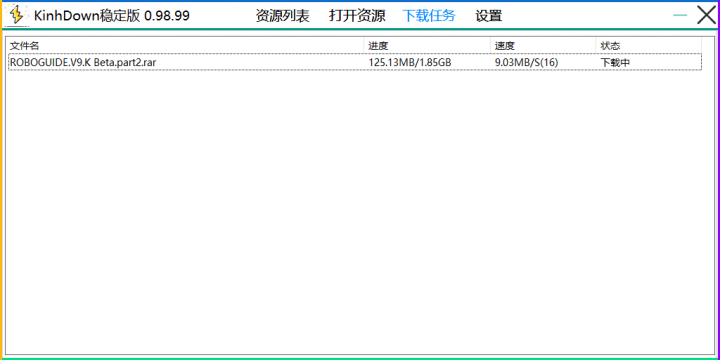 KinhDown稳定版 0.98.99 资源列表 打开资源 下载任务 设置
文件名 进度 速度 状态
ROBOGUIDE.V9.K Beta.part2.rar 125.13MB/1.85GB 9.03MB/S(16) 下载中